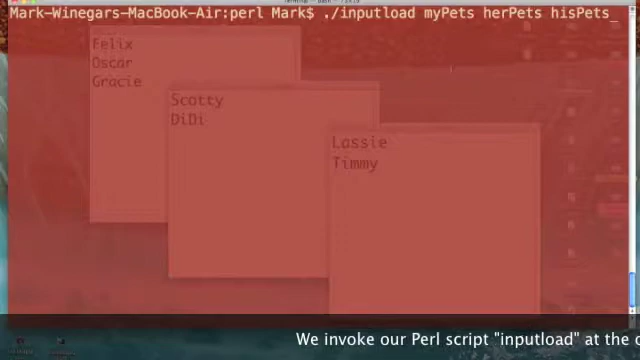 Mark-Winegars-MacBook-Air:perl Mark$ ./inputload myPets herPets hisPets_
Felix
Oscar
Gracie
Scotty
DiDi
Lassie
Timmy
We invoke our Perl script "inputload" at the